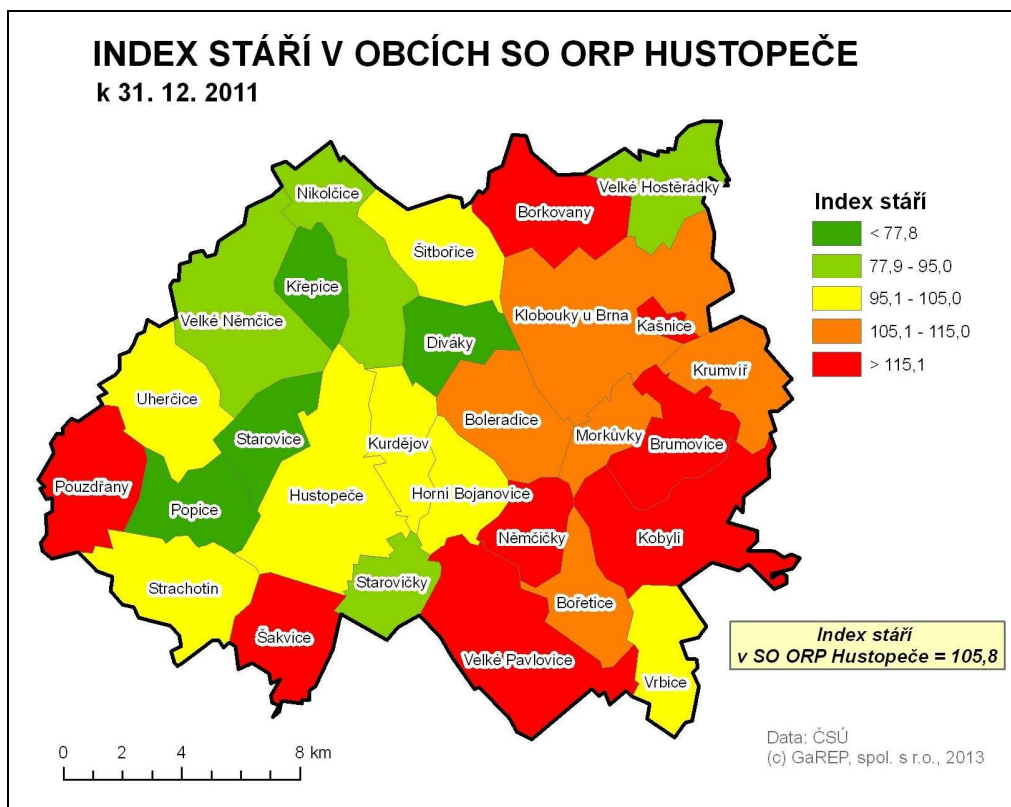 INDEX STÁŘÍ V OBCÍCH SO ORP HUSTOPEČE
k 31. 12. 2011
Nikolčice
Velké Hostěrádky
Borkovany
Šitbořice
Křepice
Klobouky u Brna
Velké Němčice
Kašnice
Diváky
Krumvíř
Uherčice
Boleradice
Starovice
Kurdějov
Morkůvky
Brumovice
Pouzdřany
Hustopeče
Horní Bojanovice
Popice
Němčičky
Kobylí
Strachotín
Starovičky
Bořetice
Šakvice
Velké Pavlovice
Vrbice
Index stáří
< 77,8
77,9 - 95,0
95,1 - 105,0
105,1 - 115,0
> 115,1
Index stáří
v SO ORP Hustopeče = 105,8
0 2 4 8 km
Data: ČSÚ
(c) GaREP, spol. s r.o., 2013